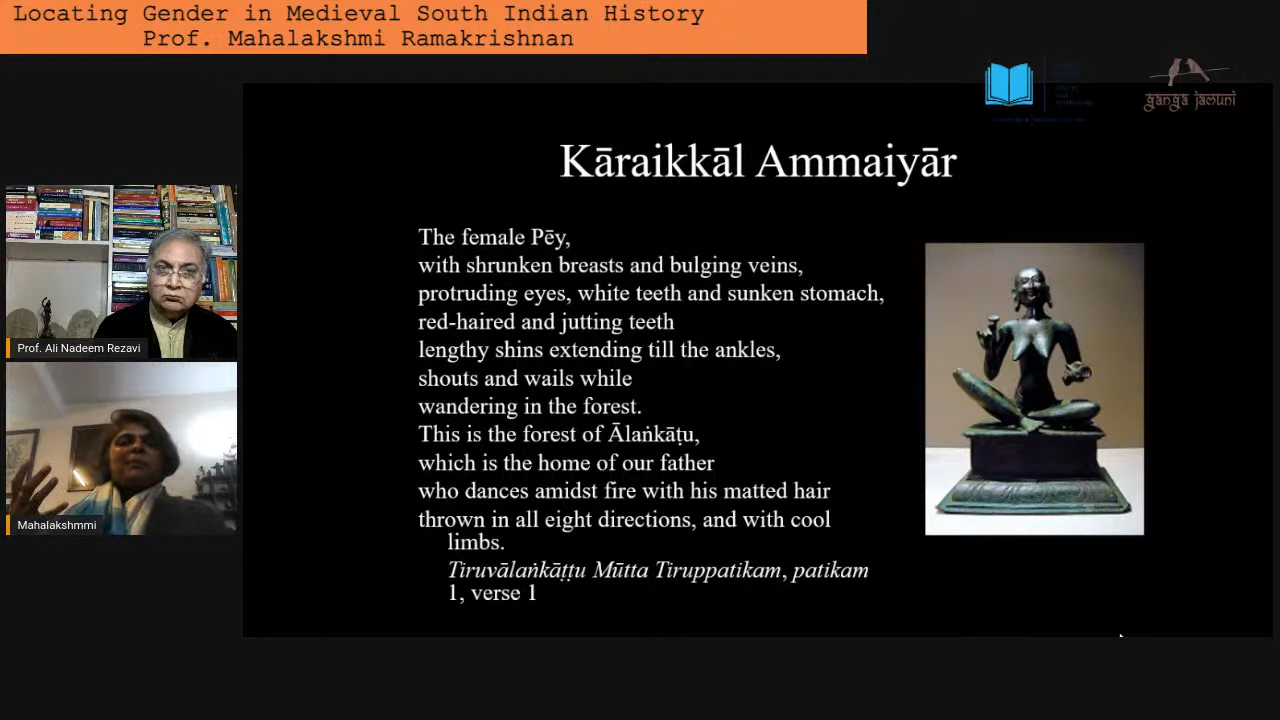 Locating Gender in Medieval South Indian History
Prof. Mahalakshmi Ramakrishnan
ganga jamuni
Kāraikkāl Ammaiyār
The female Pēy,
with shrunken breasts and bulging veins,
protruding eyes, white teeth and sunken stomach,
red-haired and jutting teeth
lengthy shins extending till the ankles,
shouts and wails while
wandering in the forest.
This is the forest of Ālaṅkāṭu,
which is the home of our father
who dances amidst fire with his matted hair
thrown in all eight directions, and with cool
limbs.
Tiruvālaṅkāṭṭu Mūtta Tiruppatikam, patikam
1, verse 1
Prof. Ali Nadeem Rezavi
Mahalakshmmi